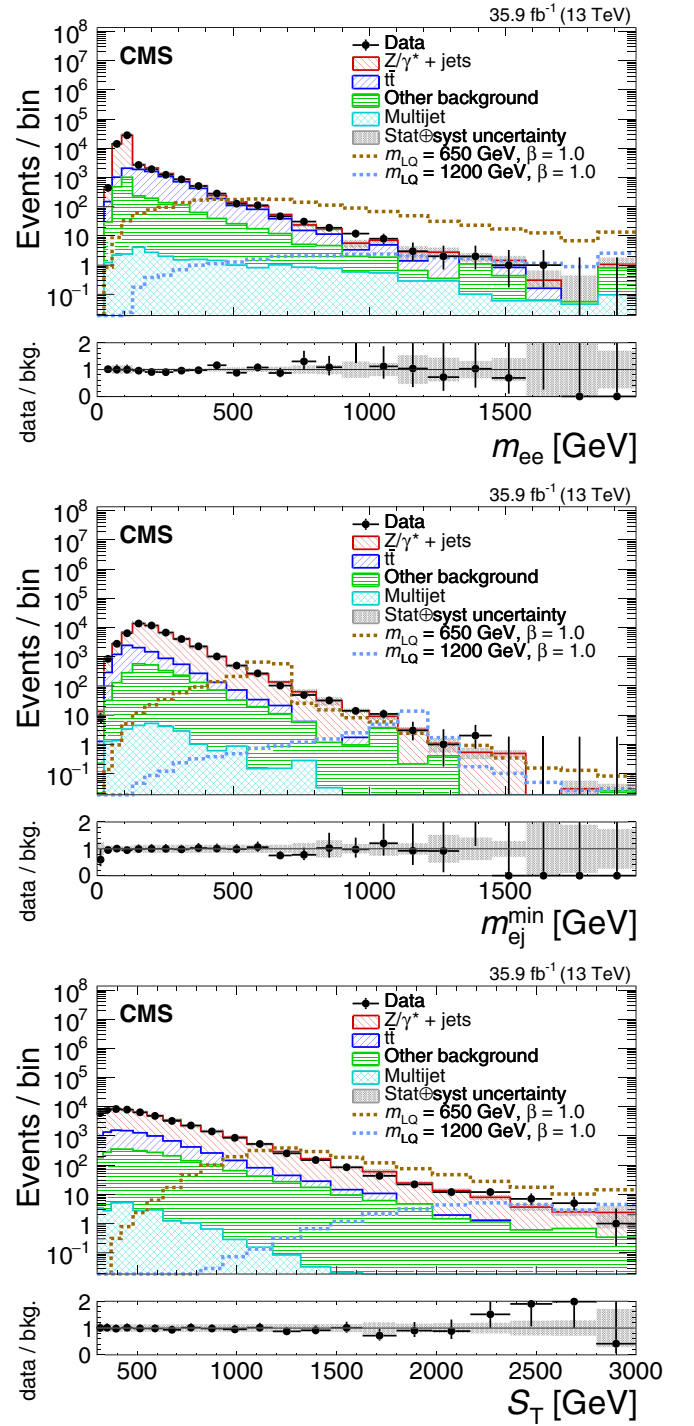 35.9 fb⁻¹ (13 TeV)
CMS
Data
Z/γ* + jets
tt̄
Other background
Multijet
Stat⊕syst uncertainty
m_LQ = 650 GeV, β = 1.0
m_LQ = 1200 GeV, β = 1.0
Events / bin
10⁸
10⁷
10⁶
10⁵
10⁴
10³
10²
10
1
10⁻¹
data / bkg.
2
1
0
0 500 1000 1500
m_ee [GeV]
35.9 fb⁻¹ (13 TeV)
CMS
Data
Z/γ* + jets
tt̄
Other background
Multijet
Stat⊕syst uncertainty
m_LQ = 650 GeV, β = 1.0
m_LQ = 1200 GeV, β = 1.0
Events / bin
10⁸
10⁷
10⁶
10⁵
10⁴
10³
10²
10
1
10⁻¹
data / bkg.
2
1
0
0 500 1000 1500
m_ej^min [GeV]
35.9 fb⁻¹ (13 TeV)
CMS
Data
Z/γ* + jets
tt̄
Other background
Multijet
Stat⊕syst uncertainty
m_LQ = 650 GeV, β = 1.0
m_LQ = 1200 GeV, β = 1.0
Events / bin
10⁸
10⁷
10⁶
10⁵
10⁴
10³
10²
10
1
10⁻¹
data / bkg.
2
1
0
500 1000 1500 2000 2500 3000
S_T [GeV]